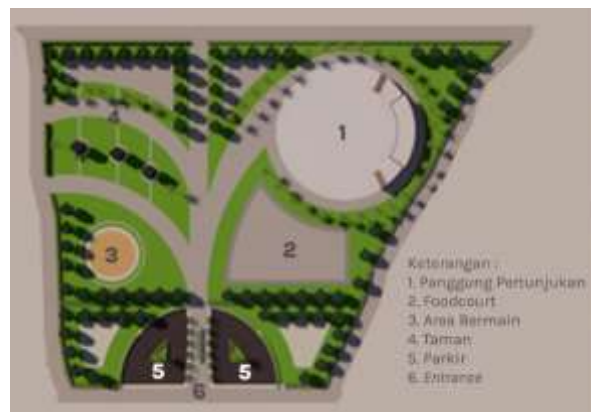 4
1
3
2
Keterangan :
1. Panggung Pertunjukan
2. Foodcourt
3. Area Bermain
4. Taman
5. Parkir
6. Entrance
5
5
6